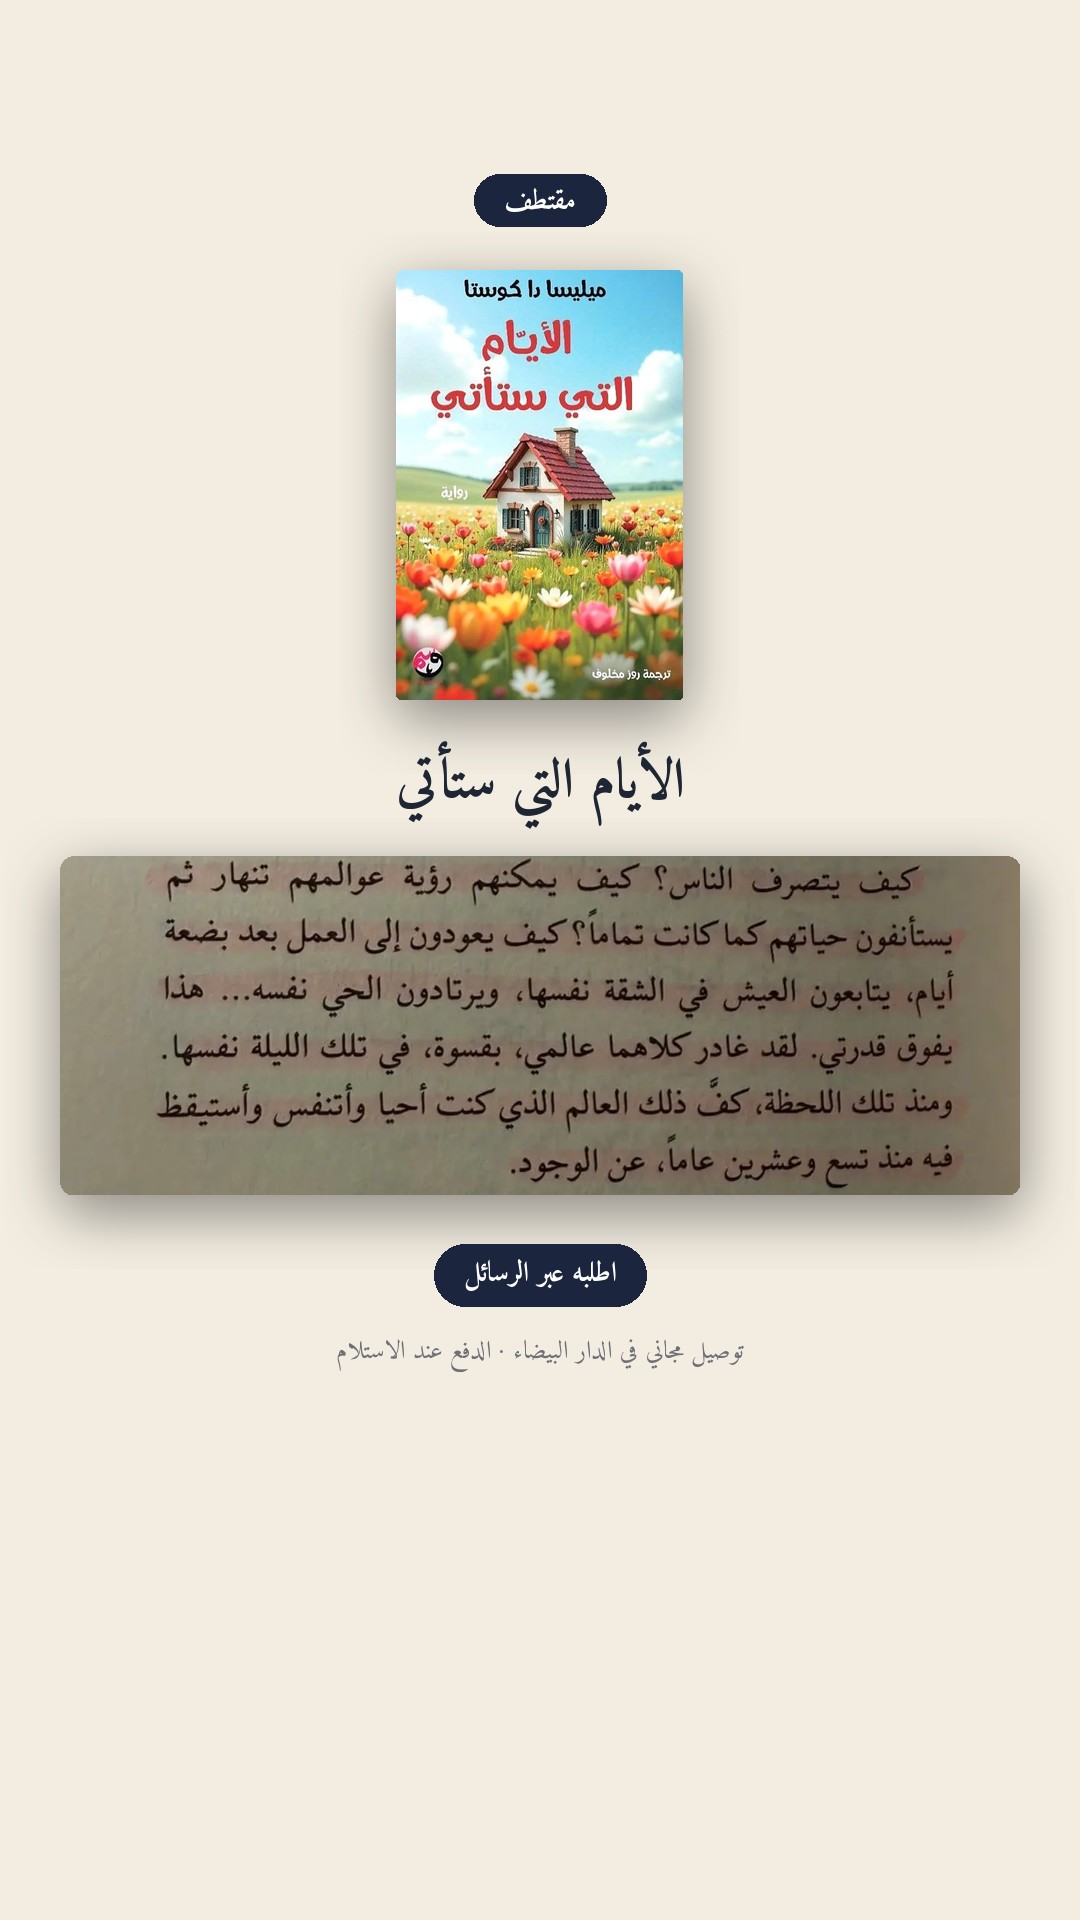 مقتطف
ميليسا دا كوستا
الأيّام
التي ستأتي
رواية
ترجمة روز مخلوف
الأيام التي ستأتي
كيف يتصرف الناس؟ كيف يمكنهم رؤية عوالمهم تنهار ثم
يستأنفون حياتهم كما كانت تماماً؟ كيف يعودون إلى العمل بعد بضعة
أيام، يتابعون العيش في الشقة نفسها، ويرتادون الحي نفسه... هذا
يفوق قدرتي. لقد غادر كلاهما عالمي، بقسوة، في تلك الليلة نفسها.
ومنذ تلك اللحظة، كفَّ ذلك العالم الذي كنت أحيا وأتنفس وأستيقظ
فيه منذ تسع وعشرين عاماً، عن الوجود.
اطلبه عبر الرسائل
توصيل مجاني في الدار البيضاء · الدفع عند الاستلام